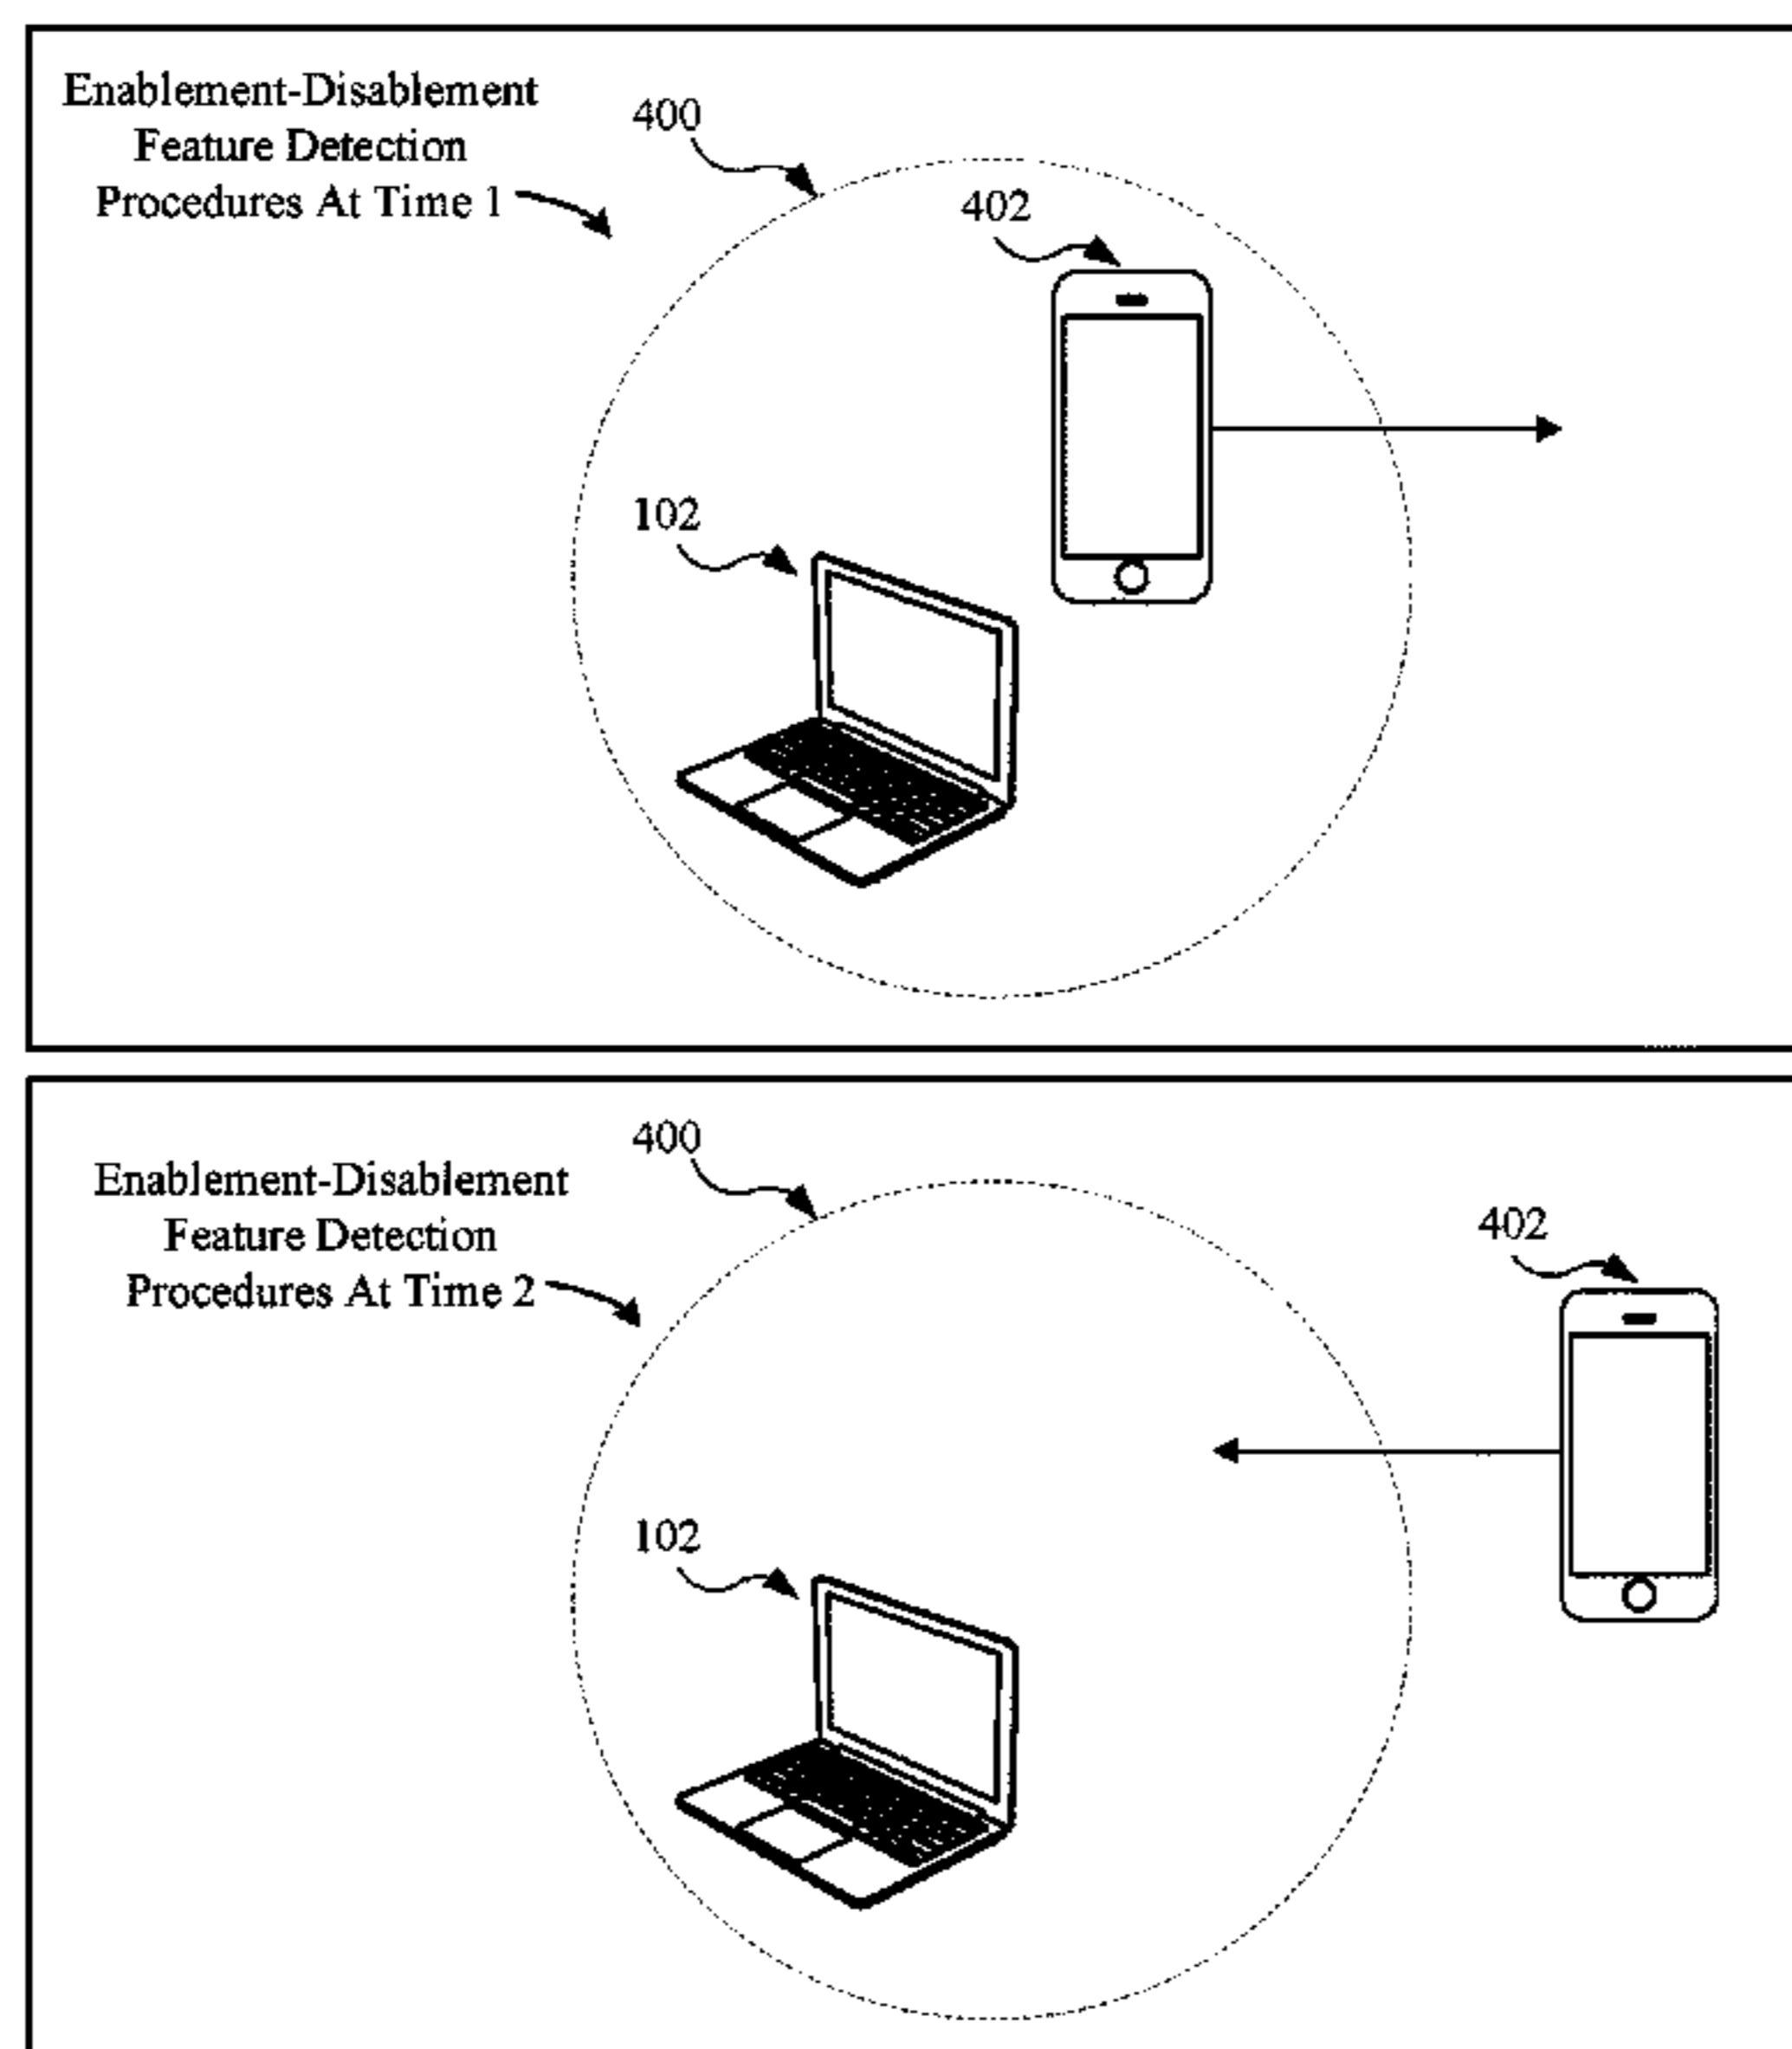 Enablement-Disablement
Feature Detection
Procedures At Time 1
400
402
102
Enablement-Disablement
Feature Detection
Procedures At Time 2
400
402
102